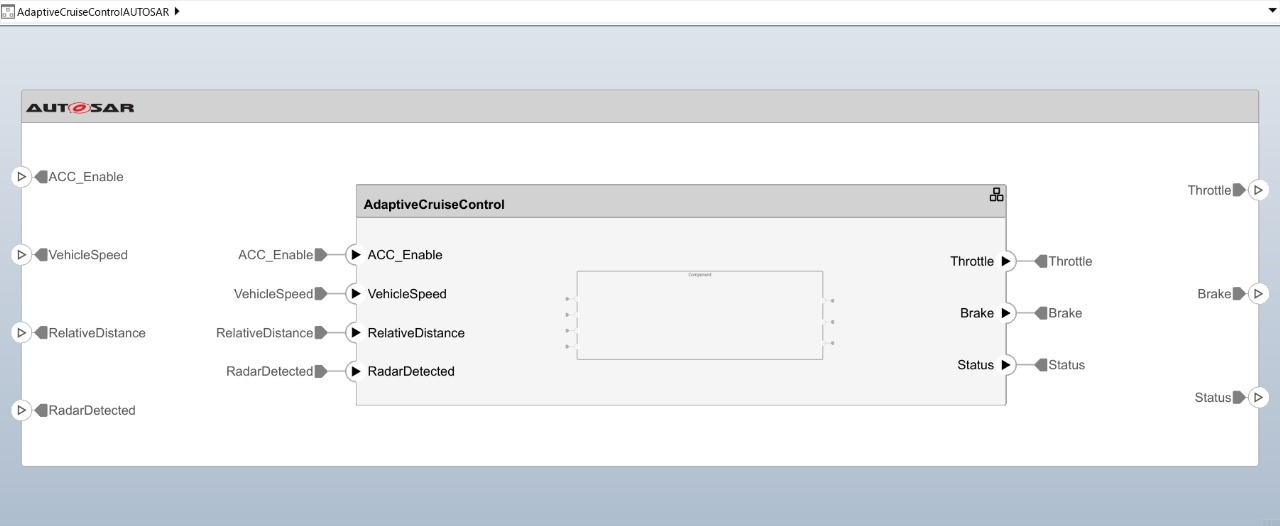 AdaptiveCruiseControlAUTOSAR
AUTOSAR
ACC_Enable
VehicleSpeed
RelativeDistance
RadarDetected
ACC_Enable
VehicleSpeed
RelativeDistance
RadarDetected
AdaptiveCruiseControl
ACC_Enable
VehicleSpeed
RelativeDistance
RadarDetected
Component
Throttle
Brake
Status
Throttle
Brake
Status
Throttle
Brake
Status